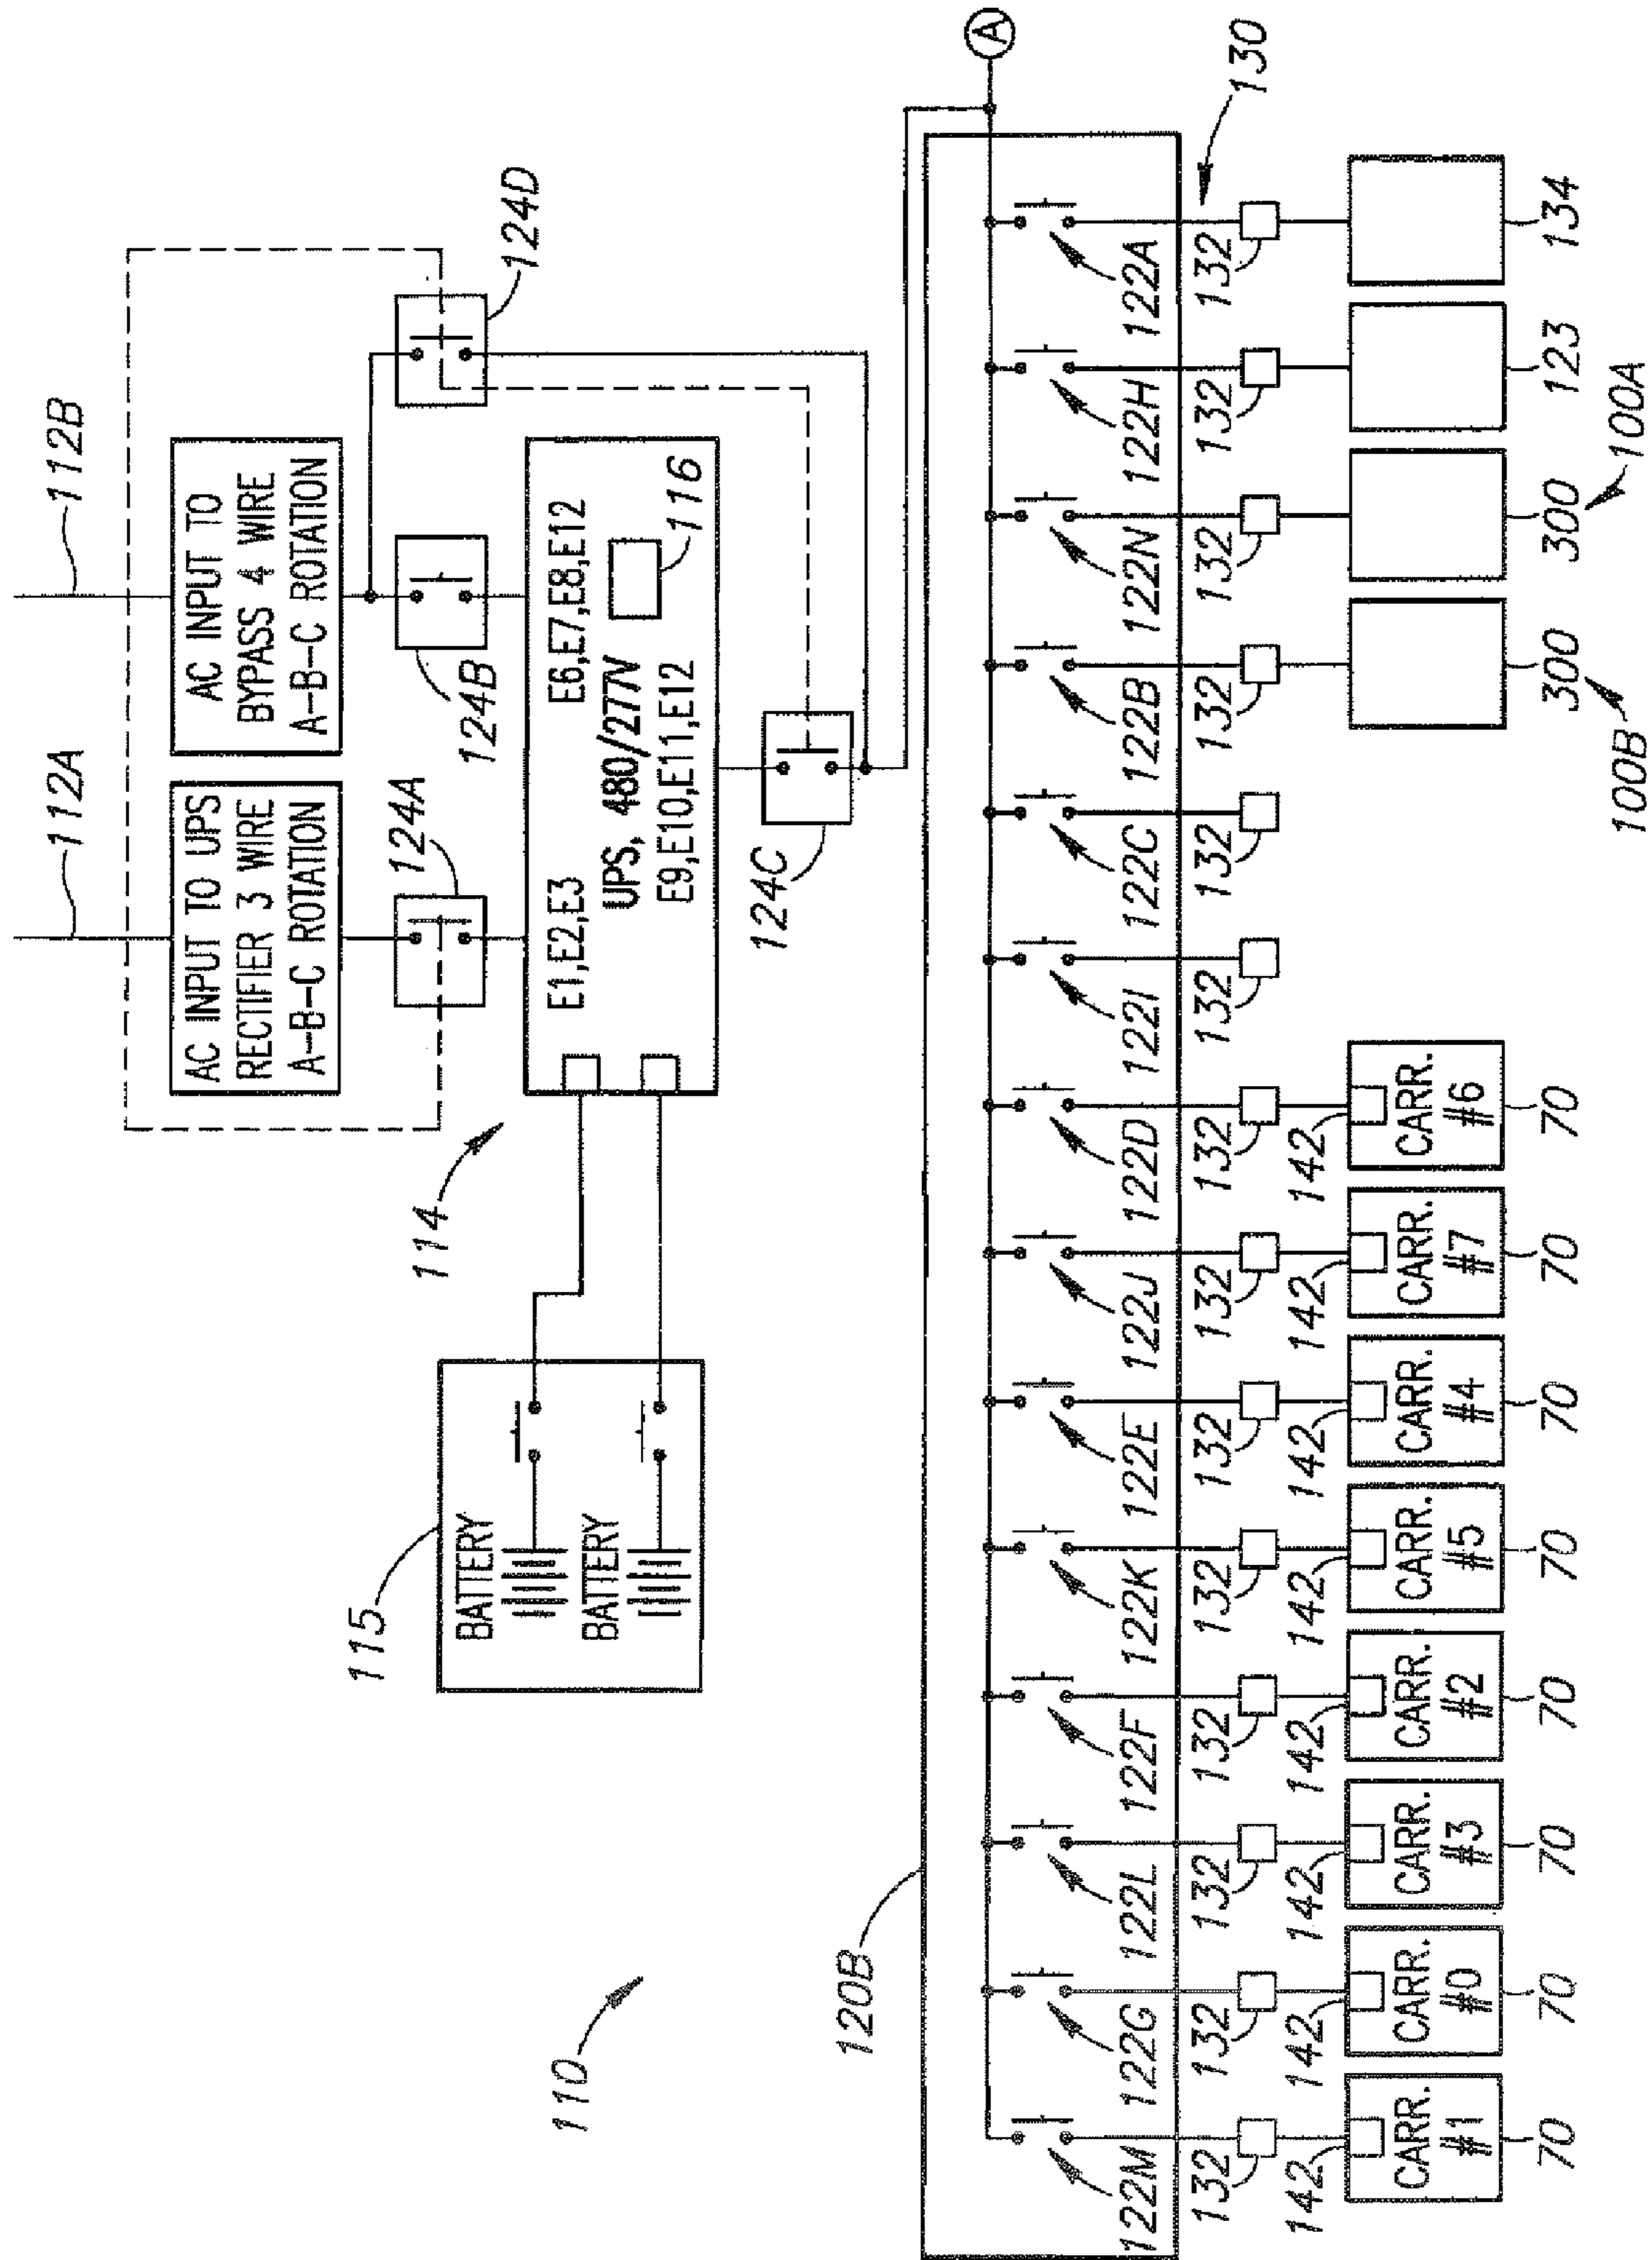 112A
112B
AC INPUT TO UPS
RECTIFIER 3 WIRE
A-B-C ROTATION
AC INPUT TO
BYPASS 4 WIRE
A-B-C ROTATION
124A
124B
124D
114
115
BATTERY
BATTERY
E1,E2,E3
E6,E7,E8,E12
UPS, 480/277V
E9,E10,E11,E12
116
124C
110
120B
A
122M
122G
122L
122F
122K
122E
122J
122D
122I
122C
122B
122N
122H
122A
130
132
132
132
132
132
132
132
132
132
132
132
132
132
132
142
142
142
142
142
142
142
142
CARR.
#1
CARR.
#0
CARR.
#3
CARR.
#2
CARR.
#5
CARR.
#4
CARR.
#7
CARR.
#6
70
70
70
70
70
70
70
70
300
300
123
134
100B
100A